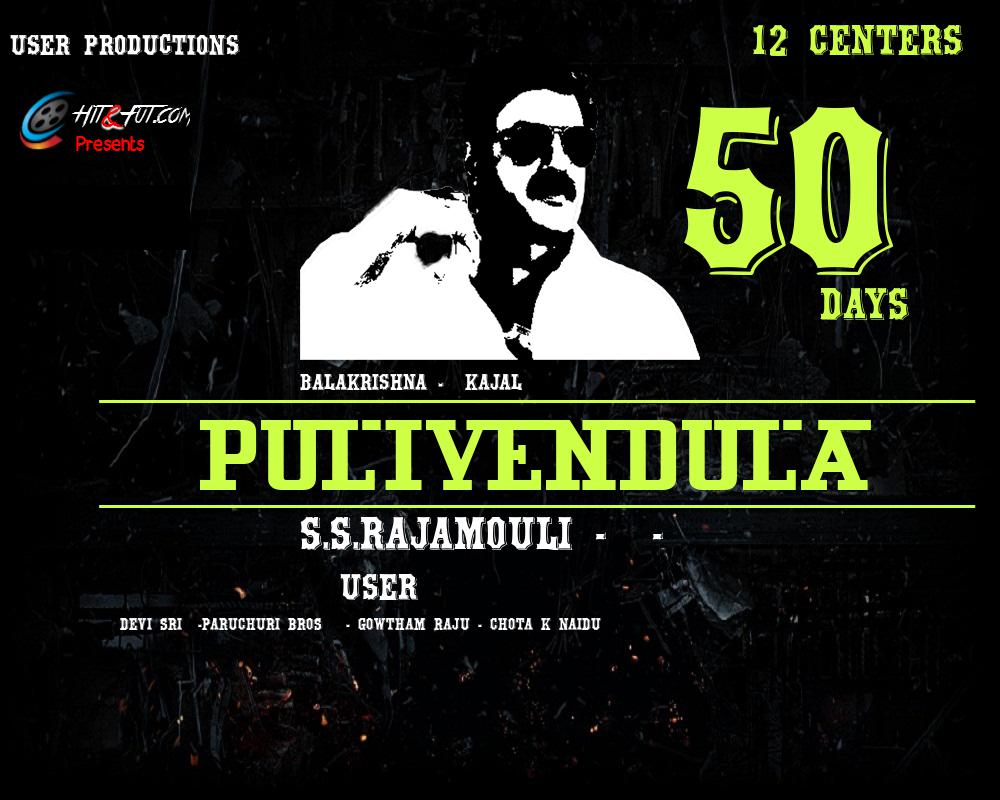 USER PRODUCTIONS
12 CENTERS
HIT&FUT.COM
Presents
50
DAYS
BALAKRISHNA - KAJAL
PULIVENDULA
S.S.RAJAMOULI - -
USER
DEVI SRI -PARUCHURI BROS - GOWTHAM RAJU - CHOTA K NAIDU